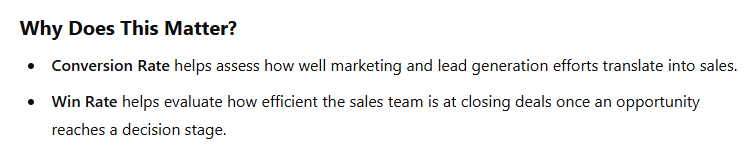 Why Does This Matter?
• Conversion Rate helps assess how well marketing and lead generation efforts translate into sales.
• Win Rate helps evaluate how efficient the sales team is at closing deals once an opportunity
reaches a decision stage.